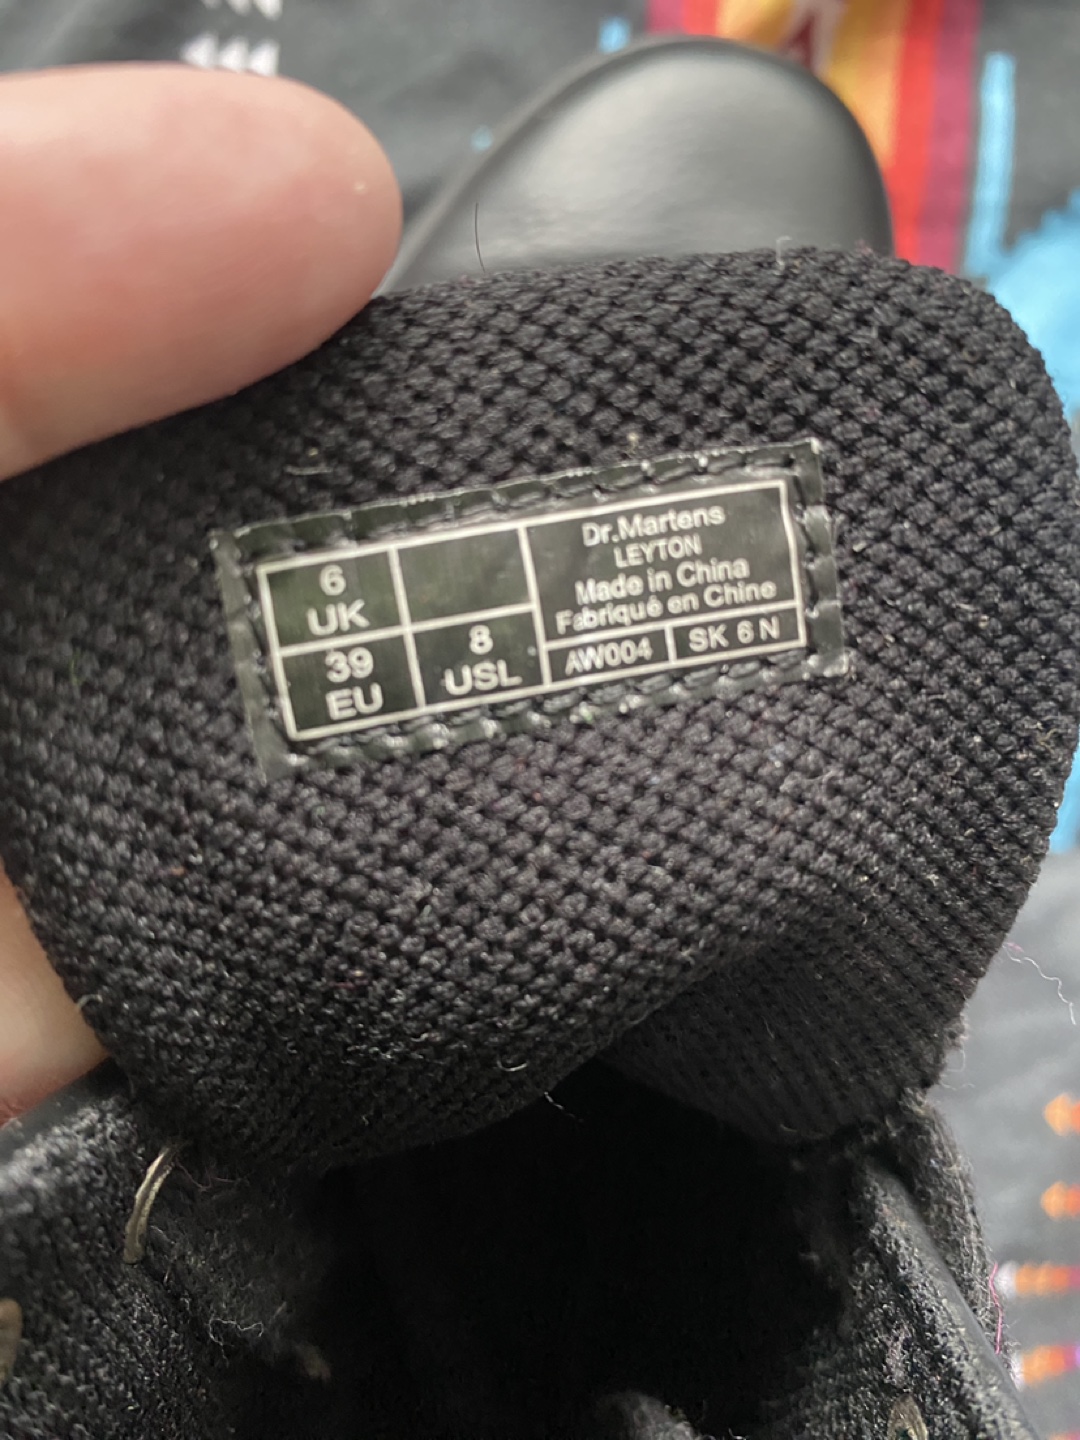 6
UK
39
EU
8
USL
Dr.Martens
LEYTON
Made in China
Fabriqué en Chine
AW004
SK 6 N